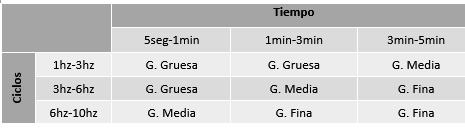 Tiempo
5seg-1min 1min-3min 3min-5min
Ciclos
1hz-3hz G. Gruesa G. Gruesa G. Media
3hz-6hz G. Gruesa G. Media G. Fina
6hz-10hz G. Media G. Fina G. Fina